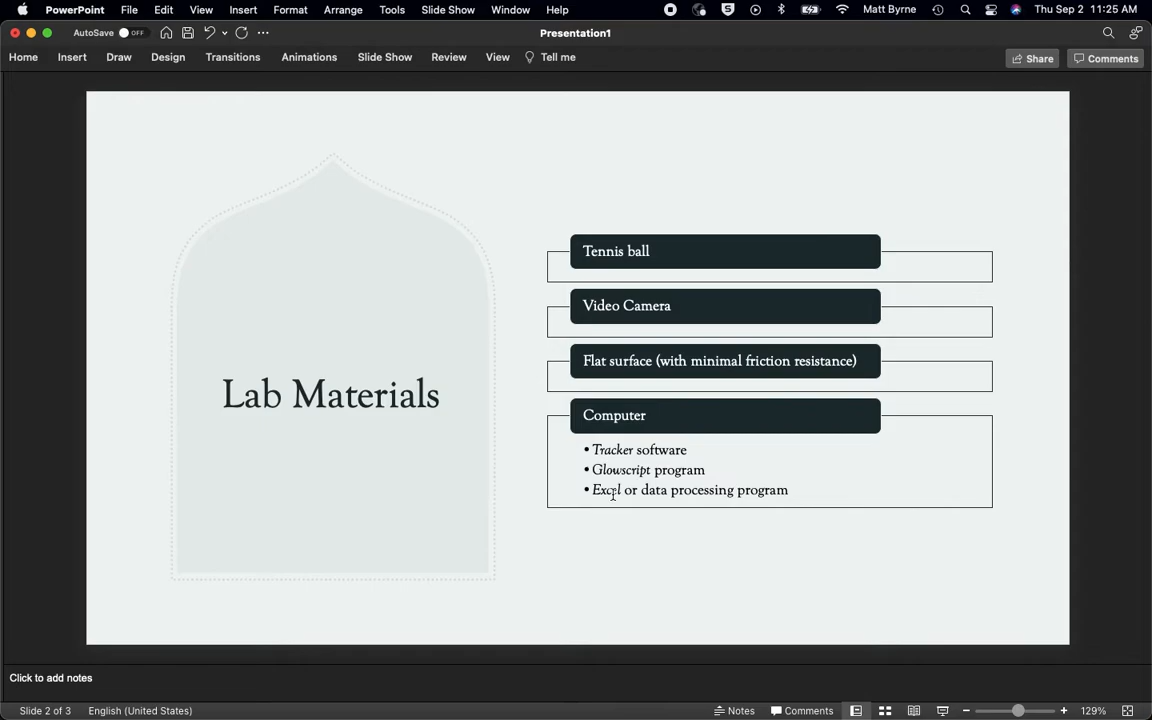 PowerPoint File Edit View Insert Format Arrange Tools Slide Show Window Help Matt Byrne Thu Sep 2 11:25 AM
AutoSave OFF Presentation1
Home Insert Draw Design Transitions Animations Slide Show Review View Tell me Share Comments
Lab Materials
Tennis ball
Video Camera
Flat surface (with minimal friction resistance)
Computer
• Tracker software
• Glowscript program
• Excel or data processing program
Click to add notes
Slide 2 of 3 English (United States) Notes Comments 129%